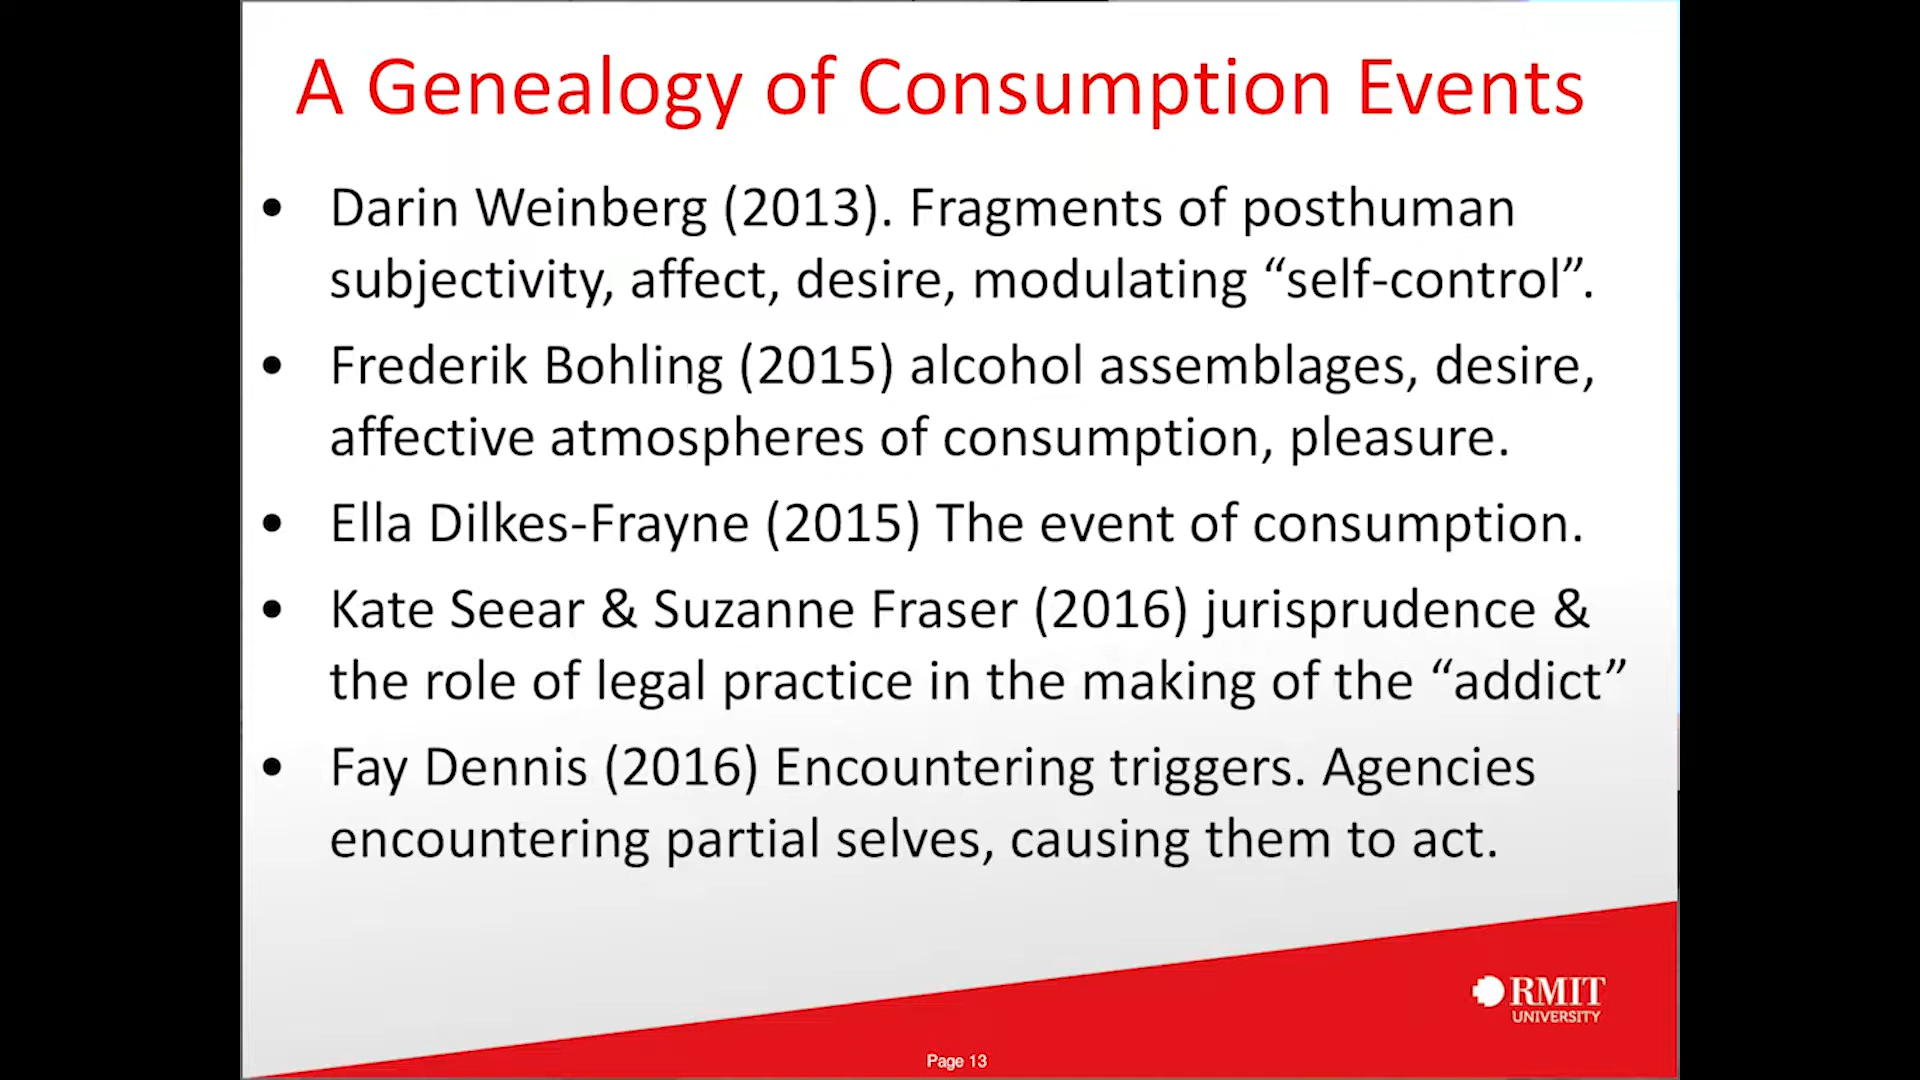 A Genealogy of Consumption Events
• Darin Weinberg (2013). Fragments of posthuman
subjectivity, affect, desire, modulating “self-control”.
• Frederik Bohling (2015) alcohol assemblages, desire,
affective atmospheres of consumption, pleasure.
• Ella Dilkes-Frayne (2015) The event of consumption.
• Kate Seear & Suzanne Fraser (2016) jurisprudence &
the role of legal practice in the making of the “addict”
• Fay Dennis (2016) Encountering triggers. Agencies
encountering partial selves, causing them to act.
RMIT
UNIVERSITY
Page 13